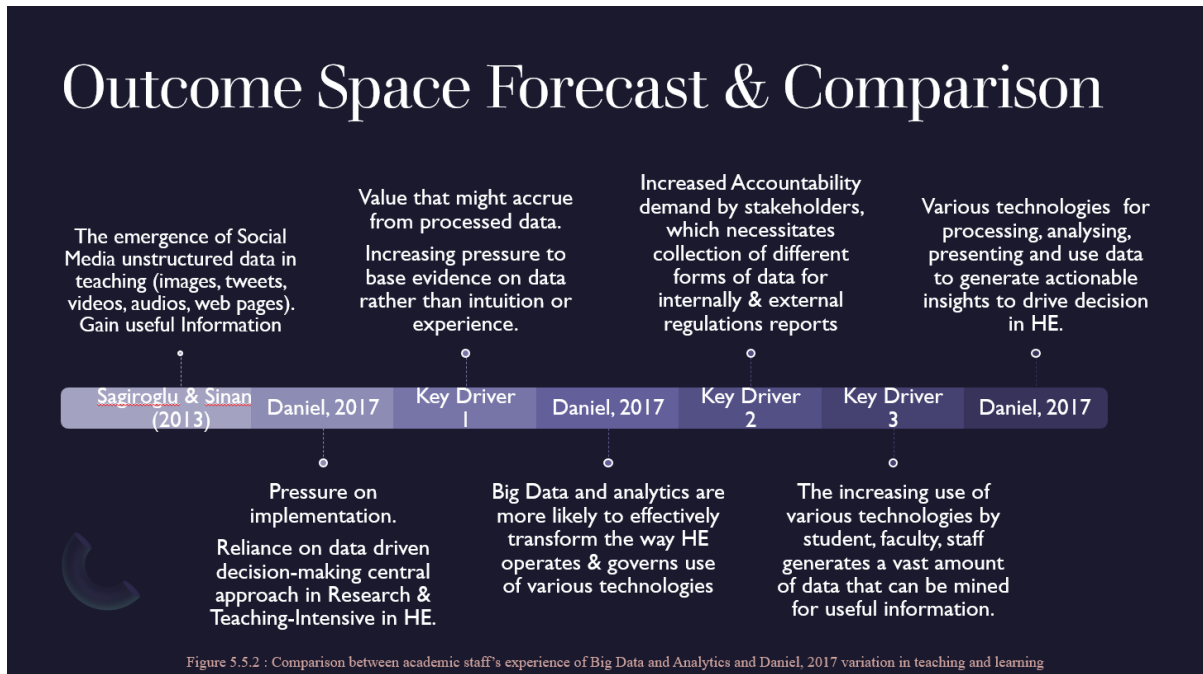 Outcome Space Forecast & Comparison
The emergence of Social
Media unstructured data in
teaching (images, tweets,
videos, audios, web pages).
Gain useful Information
Value that might accrue
from processed data.
Increasing pressure to
base evidence on data
rather than intuition or
experience.
Increased Accountability
demand by stakeholders,
which necessitates
collection of different
forms of data for
internally & external
regulations reports
Various technologies for
processing, analysing,
presenting and use data
to generate actionable
insights to drive decision
in HE.
Sagiroglu & Sinan
(2013)
Daniel, 2017
Key Driver
1
Daniel, 2017
Key Driver
2
Key Driver
3
Daniel, 2017
Pressure on
implementation.
Reliance on data driven
decision-making central
approach in Research &
Teaching-Intensive in HE.
Big Data and analytics are
more likely to effectively
transform the way HE
operates & governs use
of various technologies
The increasing use of
various technologies by
student, faculty, staff
generates a vast amount
of data that can be mined
for useful information.
Figure 5.5.2 : Comparison between academic staff's experience of Big Data and Analytics and Daniel, 2017 variation in teaching and learning